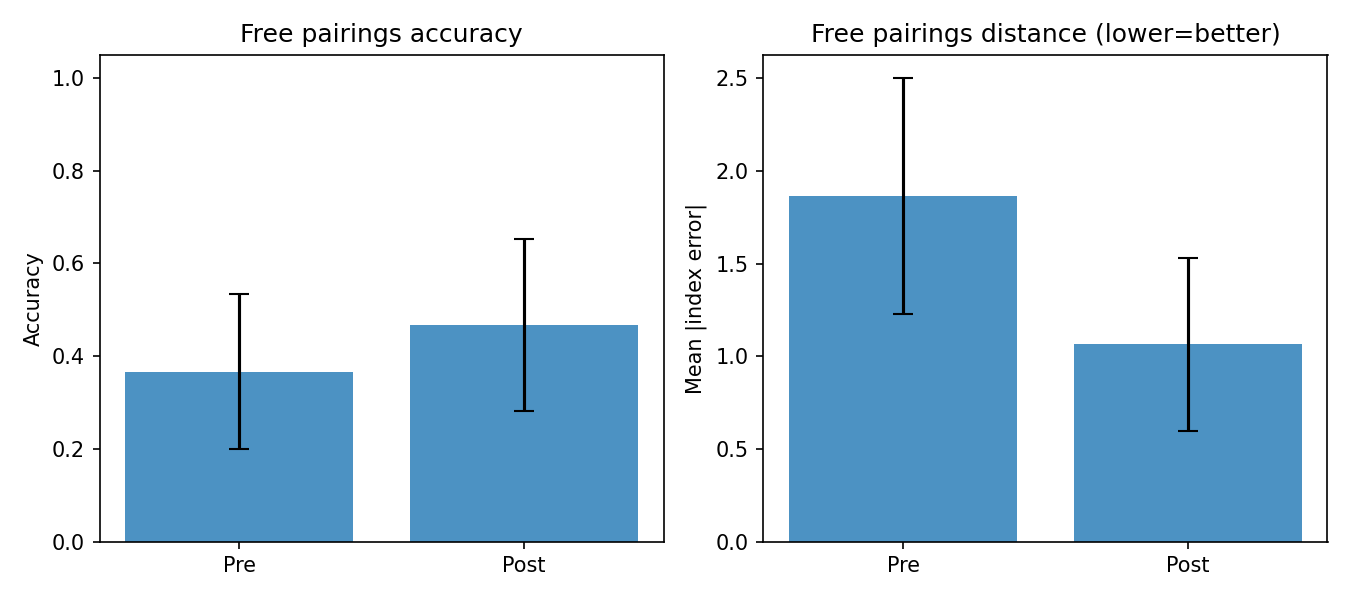 Free pairings accuracy
1.0
0.8
0.6
0.4
0.2
0.0
Accuracy
Pre
Post
Free pairings distance (lower=better)
2.5
2.0
1.5
1.0
0.5
0.0
Mean |index error|
Pre
Post